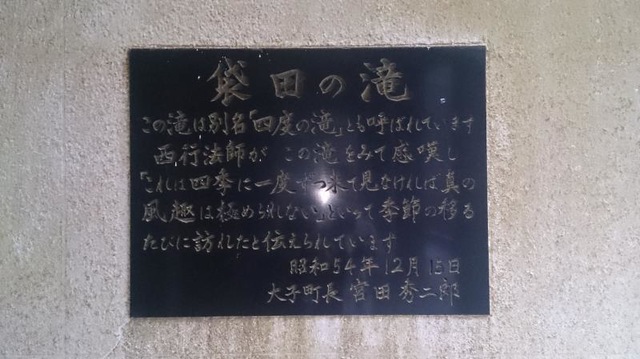 袋田の滝
この滝は別名「四度の滝」とも呼ばれています
西行法師が この滝をみて感嘆し
「これは四季に一度ずつ来て見なければ真の
風趣は極められない」といって季節の移る
たびに訪れたと伝えられています
昭和54年12月15日
大子町長 宮田秀二郎